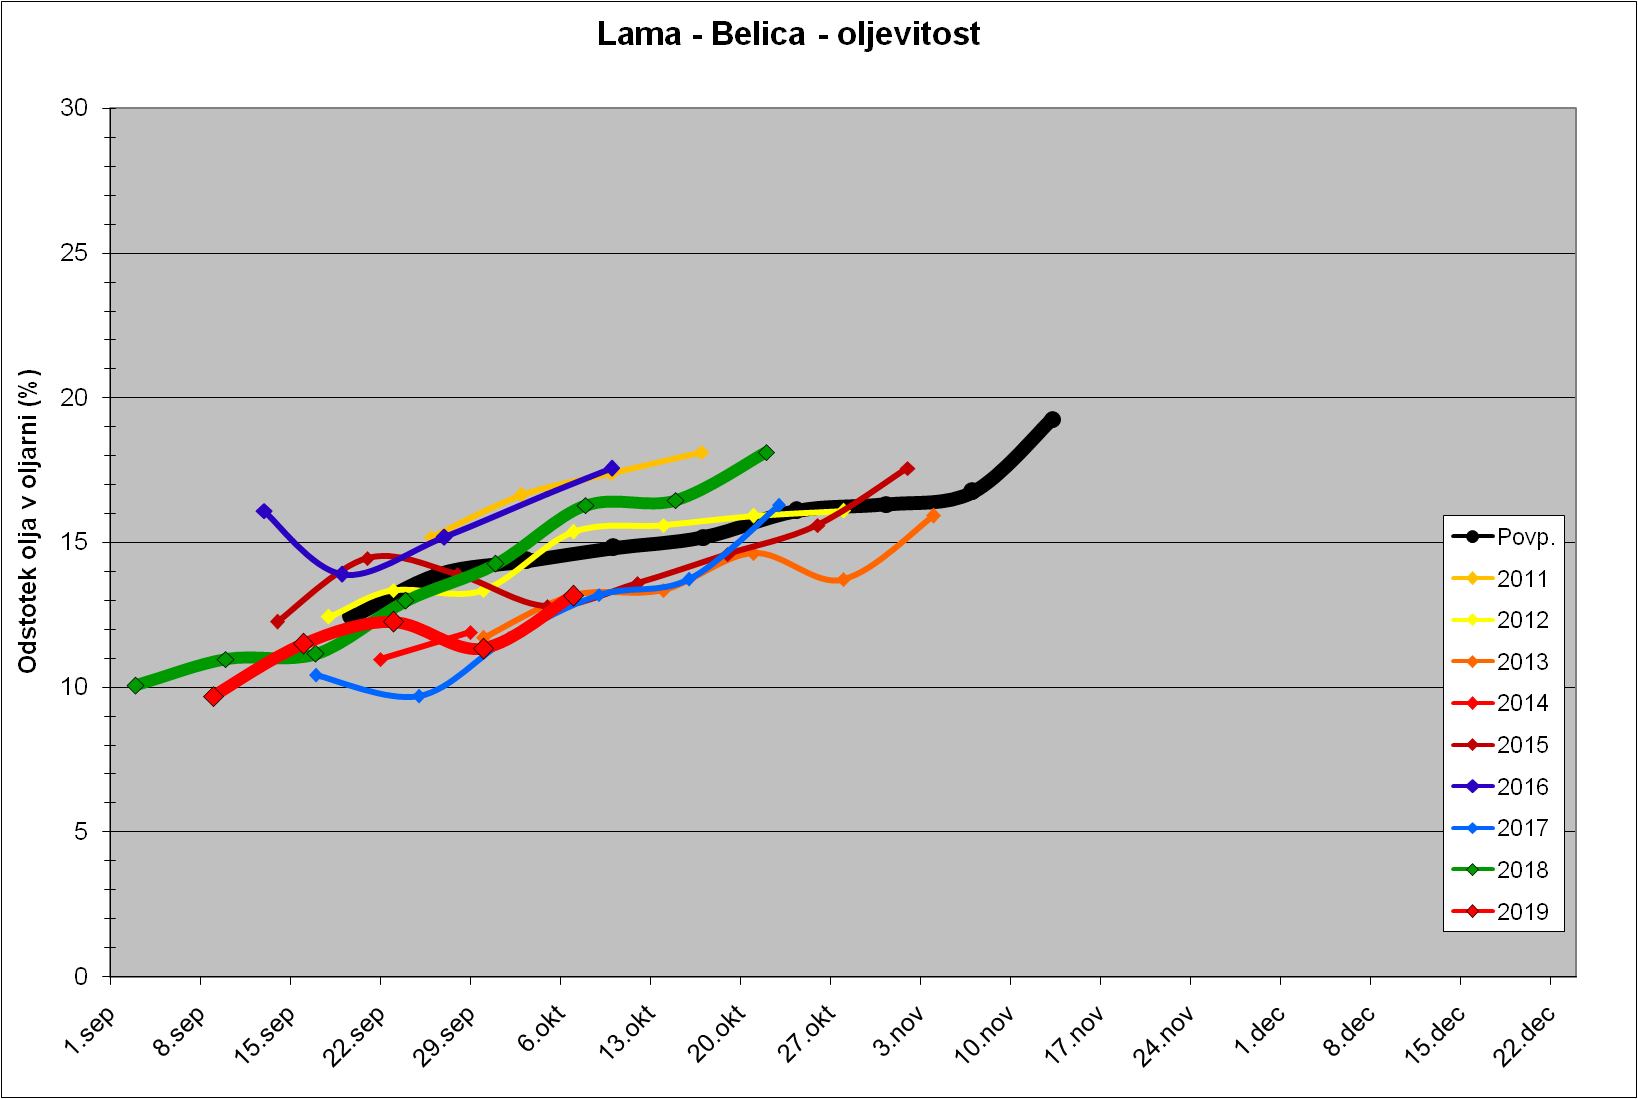 Lama - Belica - oljevitost
Odstotek olja v oljarni (%)
30
25
20
15
10
5
0
1.sep
8.sep
15.sep
22.sep
29.sep
6.okt
13.okt
20.okt
27.okt
3.nov
10.nov
17.nov
24.nov
1.dec
8.dec
15.dec
22.dec
Povp.
2011
2012
2013
2014
2015
2016
2017
2018
2019